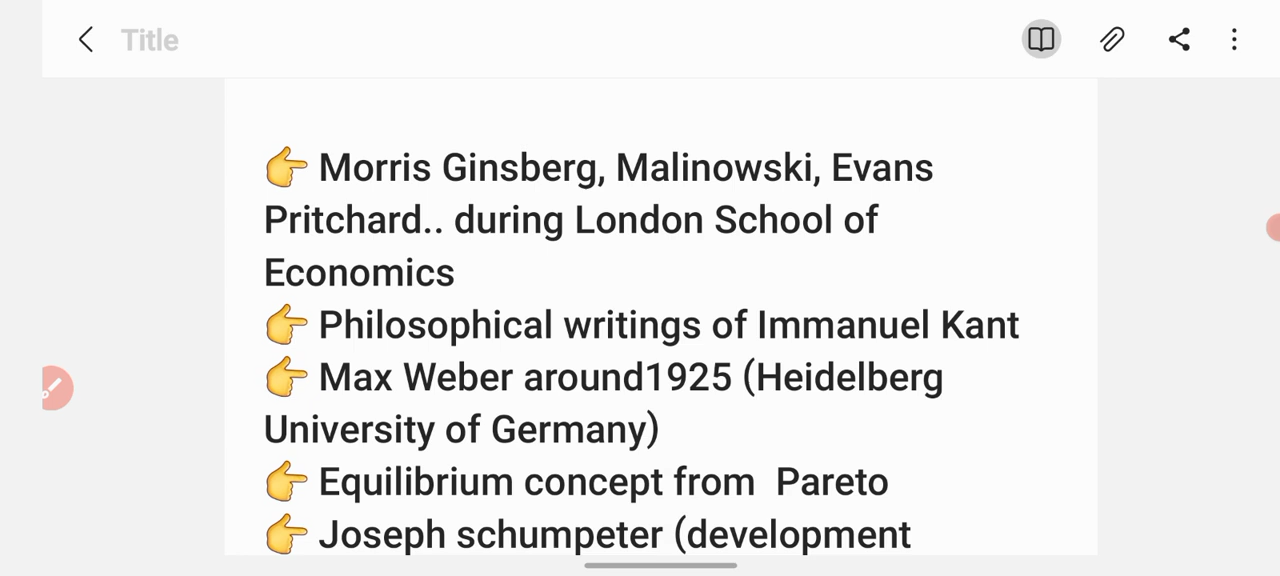 Title
👉 Morris Ginsberg, Malinowski, Evans
Pritchard.. during London School of
Economics
👉 Philosophical writings of Immanuel Kant
👉 Max Weber around1925 (Heidelberg
University of Germany)
👉 Equilibrium concept from  Pareto
👉 Joseph schumpeter (development